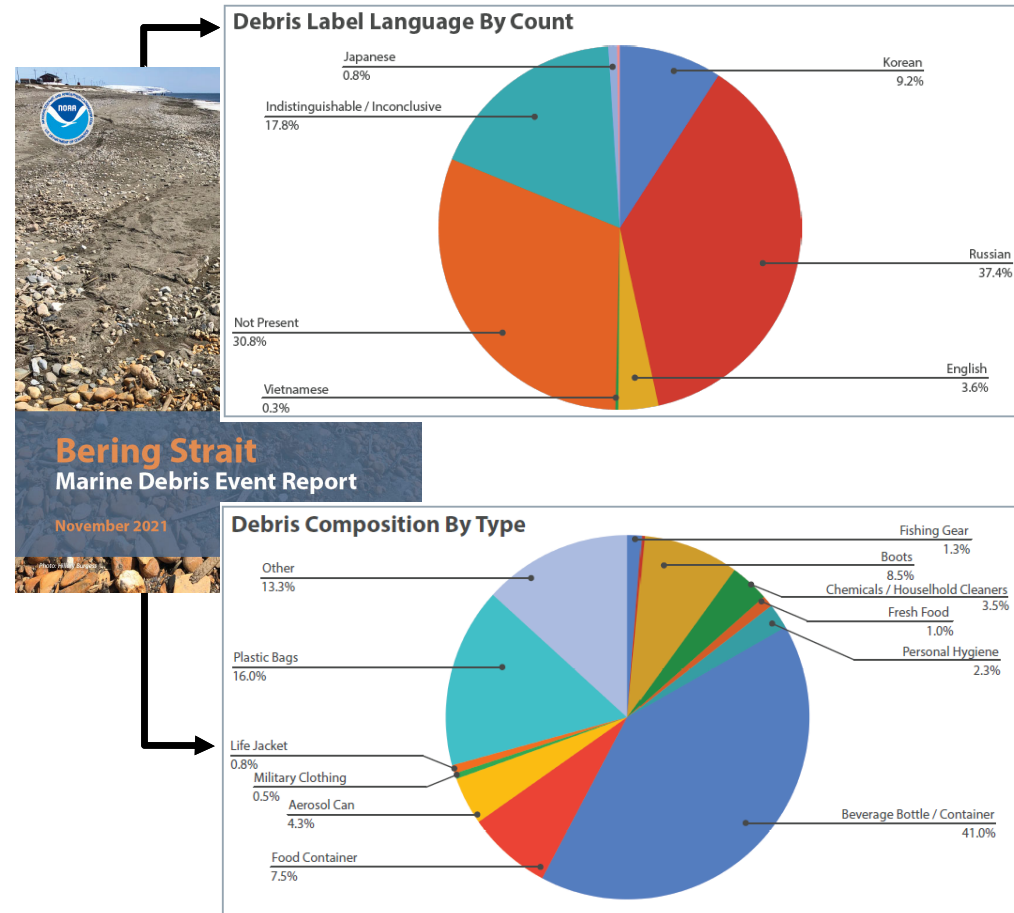 Debris Label Language By Count
Japanese
0.8%
Korean
9.2%
Indistinguishable / Inconclusive
17.8%
Russian
37.4%
Not Present
30.8%
English
3.6%
Vietnamese
0.3%
NOAA
Bering Strait
Marine Debris Event Report
November 2021
Photo:
Debris Composition By Type
Fishing Gear
1.3%
Boots
8.5%
Other
13.3%
Chemicals / Household Cleaners
3.5%
Fresh Food
1.0%
Personal Hygiene
2.3%
Plastic Bags
16.0%
Life Jacket
0.8%
Military Clothing
0.5%
Aerosol Can
4.3%
Beverage Bottle / Container
41.0%
Food Container
7.5%